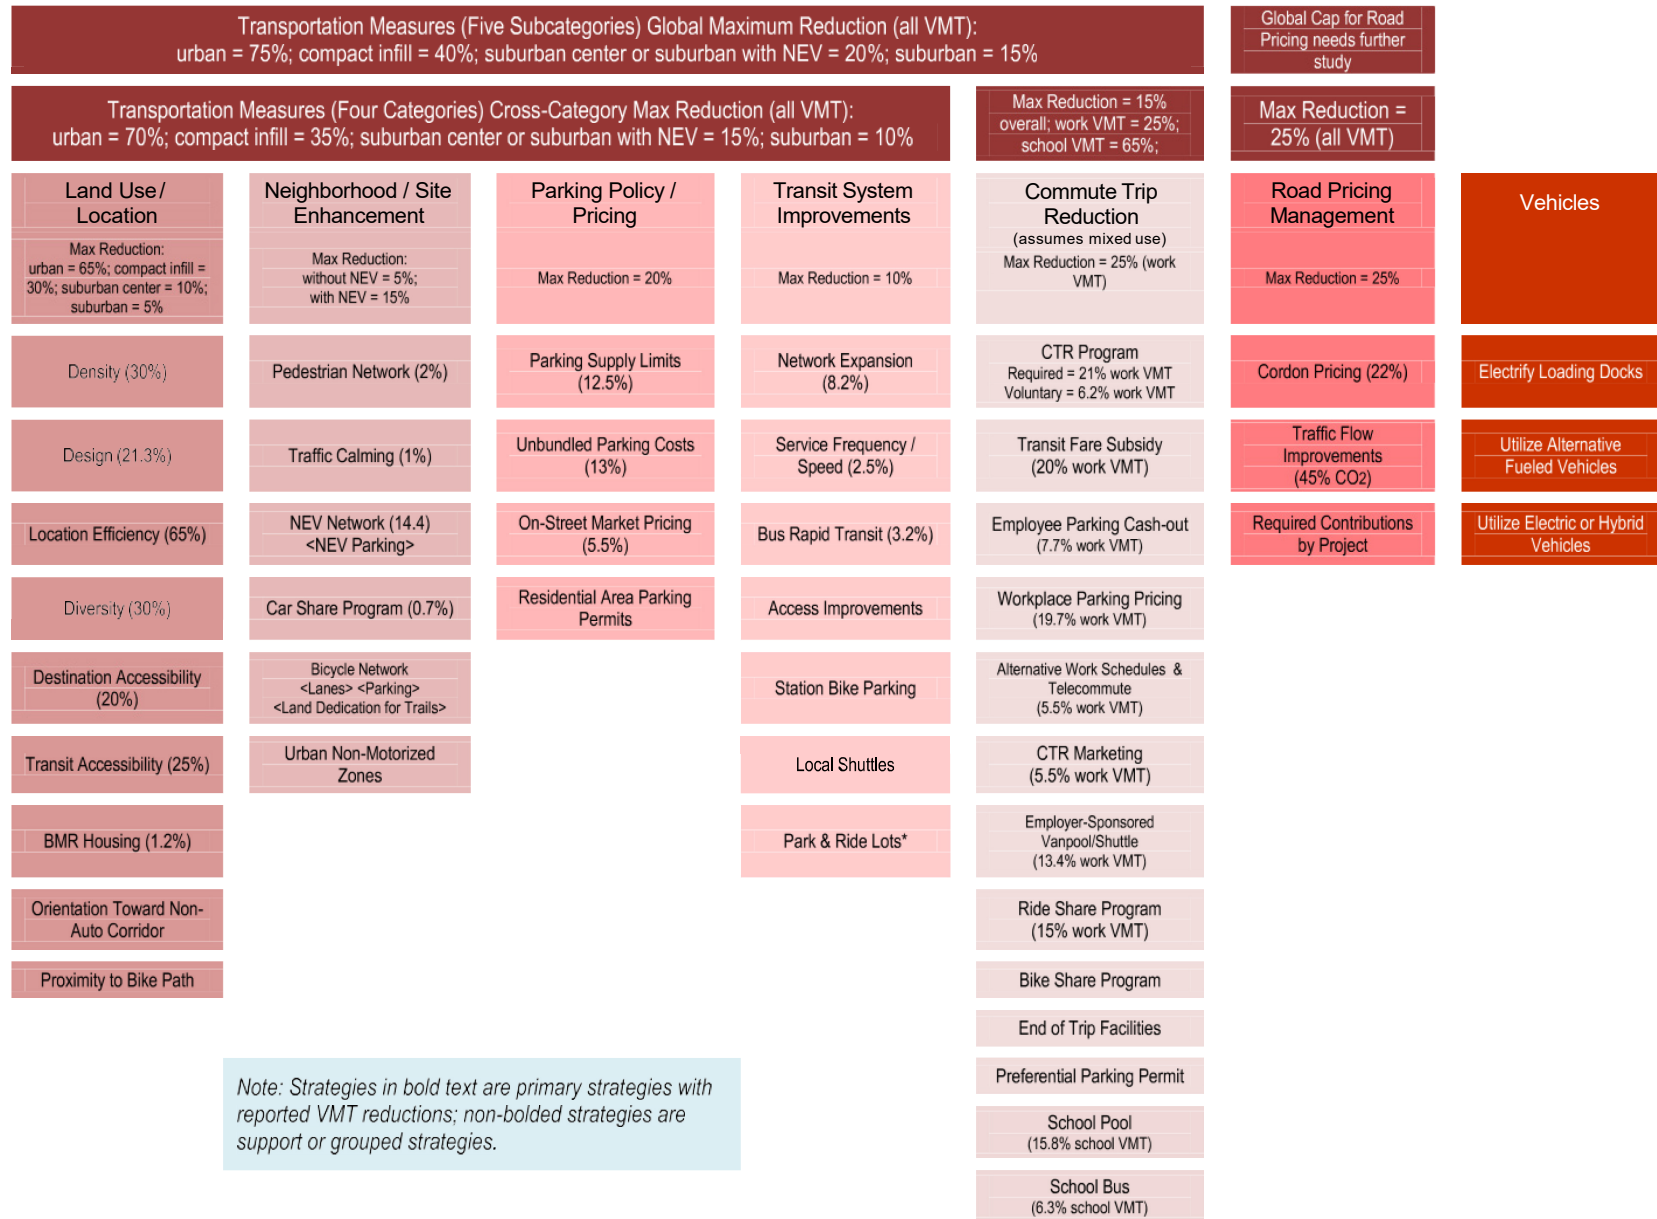 Transportation Measures (Five Subcategories) Global Maximum Reduction (all VMT):
urban = 75%; compact infill = 40%; suburban center or suburban with NEV = 20%; suburban = 15%
Global Cap for Road
Pricing needs further
study
Transportation Measures (Four Categories) Cross-Category Max Reduction (all VMT):
urban = 70%; compact infill = 35%; suburban center or suburban with NEV = 15%; suburban = 10%
Max Reduction = 15%
overall; work VMT = 25%;
school VMT = 65%;
Max Reduction =
25% (all VMT)
Land Use /
Location
Max Reduction:
urban = 65%; compact infill =
30%; suburban center = 10%;
suburban = 5%
Density (30%)
Design (21.3%)
Location Efficiency (65%)
Diversity (30%)
Destination Accessibility
(20%)
Transit Accessibility (25%)
BMR Housing (1.2%)
Orientation Toward Non-
Auto Corridor
Proximity to Bike Path
Neighborhood / Site
Enhancement
Max Reduction:
without NEV = 5%;
with NEV = 15%
Pedestrian Network (2%)
Traffic Calming (1%)
NEV Network (14.4)
<NEV Parking>
Car Share Program (0.7%)
Bicycle Network
<Lanes> <Parking>
<Land Dedication for Trails>
Urban Non-Motorized
Zones
Parking Policy /
Pricing
Max Reduction = 20%
Parking Supply Limits
(12.5%)
Unbundled Parking Costs
(13%)
On-Street Market Pricing
(5.5%)
Residential Area Parking
Permits
Transit System
Improvements
Max Reduction = 10%
Network Expansion
(8.2%)
Service Frequency /
Speed (2.5%)
Bus Rapid Transit (3.2%)
Access Improvements
Station Bike Parking
Local Shuttles
Park & Ride Lots*
Commute Trip
Reduction
(assumes mixed use)
Max Reduction = 25% (work
VMT)
CTR Program
Required = 21% work VMT
Voluntary = 6.2% work VMT
Transit Fare Subsidy
(20% work VMT)
Employee Parking Cash-out
(7.7% work VMT)
Workplace Parking Pricing
(19.7% work VMT)
Alternative Work Schedules &
Telecommute
(5.5% work VMT)
CTR Marketing
(5.5% work VMT)
Employer-Sponsored
Vanpool/Shuttle
(13.4% work VMT)
Ride Share Program
(15% work VMT)
Bike Share Program
End of Trip Facilities
Preferential Parking Permit
School Pool
(15.8% school VMT)
School Bus
(6.3% school VMT)
Road Pricing
Management
Max Reduction = 25%
Cordon Pricing (22%)
Traffic Flow
Improvements
(45% CO2)
Required Contributions
by Project
Vehicles
Electrify Loading Docks
Utilize Alternative
Fueled Vehicles
Utilize Electric or Hybrid
Vehicles
Note: Strategies in bold text are primary strategies with
reported VMT reductions; non-bolded strategies are
support or grouped strategies.